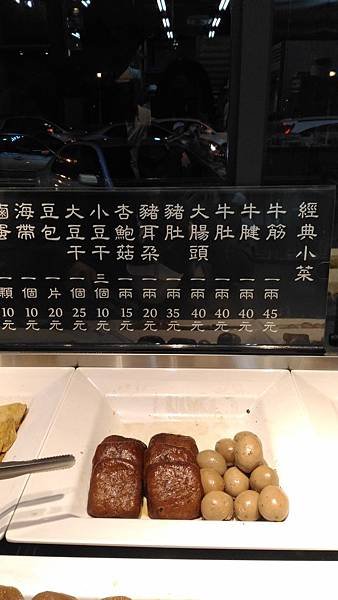 經典小菜
牛筋 一兩 45元
牛腱 一兩 40元
牛肚 一兩 40元
大腸頭 一兩 40元
豬肚 一兩 35元
豬耳朵 一兩 20元
杏鮑菇 一兩 15元
小豆干 三個 10元
大豆干 一個 25元
豆包 一片 20元
海帶 一個 10元
滷蛋 一顆 10元